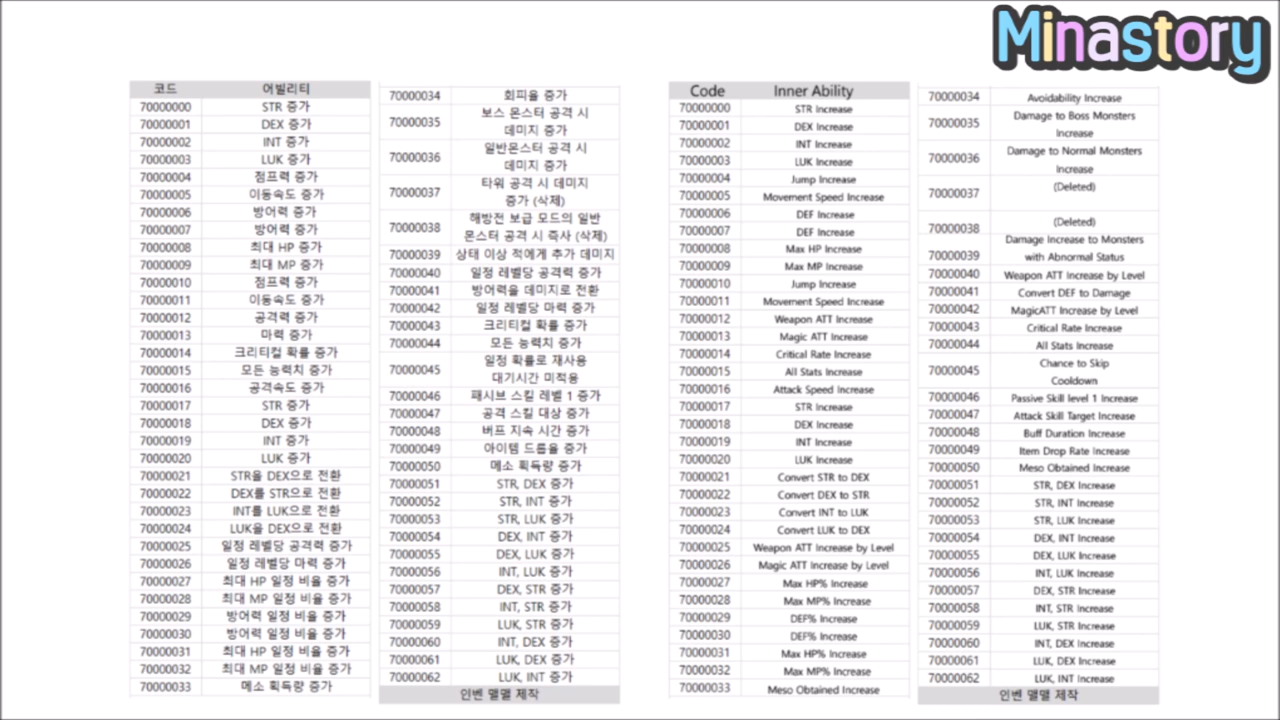 Minastory
코드 어빌리티
70000000 STR 증가
70000001 DEX 증가
70000002 INT 증가
70000003 LUK 증가
70000004 점프력 증가
70000005 이동속도 증가
70000006 방어력 증가
70000007 방어력 증가
70000008 최대 HP 증가
70000009 최대 MP 증가
70000010 점프력 증가
70000011 이동속도 증가
70000012 공격력 증가
70000013 마력 증가
70000014 크리티컬 확률 증가
70000015 모든 능력치 증가
70000016 공격속도 증가
70000017 STR 증가
70000018 DEX 증가
70000019 INT 증가
70000020 LUK 증가
70000021 STR을 DEX으로 전환
70000022 DEX를 STR으로 전환
70000023 INT를 LUK으로 전환
70000024 LUK을 DEX으로 전환
70000025 일정 레벨당 공격력 증가
70000026 일정 레벨당 마력 증가
70000027 최대 HP 일정 비율 증가
70000028 최대 MP 일정 비율 증가
70000029 방어력 일정 비율 증가
70000030 방어력 일정 비율 증가
70000031 최대 HP 일정 비율 증가
70000032 최대 MP 일정 비율 증가
70000033 메소 획득량 증가
70000034 회피율 증가
70000035 보스 몬스터 공격 시
데미지 증가
70000036 일반몬스터 공격 시
데미지 증가
70000037 타워 공격 시 데미지
증가 (삭제)
70000038 해방전 보급 모드의 일반
몬스터 공격 시 즉사 (삭제)
70000039 상태 이상 적에게 추가 데미지
70000040 일정 레벨당 공격력 증가
70000041 방어력을 데미지로 전환
70000042 일정 레벨당 마력 증가
70000043 크리티컬 확률 증가
70000044 모든 능력치 증가
70000045 일정 확률로 재사용
대기시간 미적용
70000046 패시브 스킬 레벨 1 증가
70000047 공격 스킬 대상 증가
70000048 버프 지속 시간 증가
70000049 아이템 드롭율 증가
70000050 메소 획득량 증가
70000051 STR, DEX 증가
70000052 STR, INT 증가
70000053 STR, LUK 증가
70000054 DEX, INT 증가
70000055 DEX, LUK 증가
70000056 INT, LUK 증가
70000057 DEX, STR 증가
70000058 INT, STR 증가
70000059 LUK, STR 증가
70000060 INT, DEX 증가
70000061 LUK, DEX 증가
70000062 LUK, INT 증가
인벤 맬맬 제작
Code Inner Ability
70000000 STR Increase
70000001 DEX Increase
70000002 INT Increase
70000003 LUK Increase
70000004 Jump Increase
70000005 Movement Speed Increase
70000006 DEF Increase
70000007 DEF Increase
70000008 Max HP Increase
70000009 Max MP Increase
70000010 Jump Increase
70000011 Movement Speed Increase
70000012 Weapon ATT Increase
70000013 Magic ATT Increase
70000014 Critical Rate Increase
70000015 All Stats Increase
70000016 Attack Speed Increase
70000017 STR Increase
70000018 DEX Increase
70000019 INT Increase
70000020 LUK Increase
70000021 Convert STR to DEX
70000022 Convert DEX to STR
70000023 Convert INT to LUK
70000024 Convert LUK to DEX
70000025 Weapon ATT Increase by Level
70000026 Magic ATT Increase by Level
70000027 Max HP% Increase
70000028 Max MP% Increase
70000029 DEF% Increase
70000030 DEF% Increase
70000031 Max HP% Increase
70000032 Max MP% Increase
70000033 Meso Obtained Increase
70000034 Avoidability Increase
70000035 Damage to Boss Monsters
Increase
70000036 Damage to Normal Monsters
Increase
70000037 (Deleted)
70000038 (Deleted)
70000039 Damage Increase to Monsters
with Abnormal Status
70000040 Weapon ATT Increase by Level
70000041 Convert DEF to Damage
70000042 MagicATT Increase by Level
70000043 Critical Rate Increase
70000044 All Stats Increase
70000045 Chance to Skip
Cooldown
70000046 Passive Skill level 1 Increase
70000047 Attack Skill Target Increase
70000048 Buff Duration Increase
70000049 Item Drop Rate Increase
70000050 Meso Obtained Increase
70000051 STR, DEX Increase
70000052 STR, INT Increase
70000053 STR, LUK Increase
70000054 DEX, INT Increase
70000055 DEX, LUK Increase
70000056 INT, LUK Increase
70000057 DEX, STR Increase
70000058 INT, STR Increase
70000059 LUK, STR Increase
70000060 INT, DEX Increase
70000061 LUK, DEX Increase
70000062 LUK, INT Increase
인벤 맬맬 제작